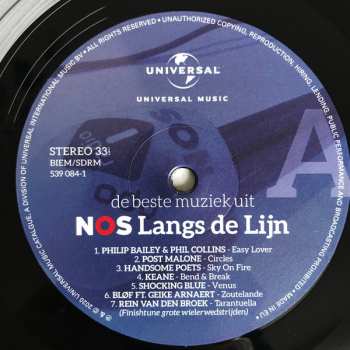 UNIVERSAL
UNIVERSAL MUSIC
STEREO 33⅓
BIEM/SDRM
539 084-1
A
de beste muziek uit
NOS Langs de Lijn
1. PHILIP BAILEY & PHIL COLLINS - Easy Lover
2. POST MALONE - Circles
3. HANDSOME POETS - Sky On Fire
4. KEANE - Bend & Break
5. SHOCKING BLUE - Venus
6. BLØF FT. GEIKE ARNAERT - Zoutelande
7. REIN VAN DEN BROEK - Tarantuella
(Finishtune grote wielerwedstrijden)
℗ & © 2020 UNIVERSAL MUSIC CATALOGUE, A DIVISION OF UNIVERSAL INTERNATIONAL MUSIC BV • ALL RIGHTS RESERVED • UNAUTHORIZED COPYING, REPRODUCTION, HIRING, LENDING, PUBLIC PERFORMANCE AND BROADCASTING PROHIBITED • MADE IN EU •